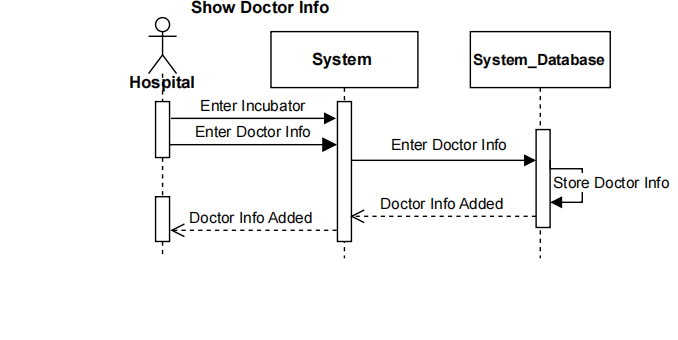 Show Doctor Info
Hospital
System
System_Database
Enter Incubator
Enter Doctor Info
Enter Doctor Info
Store Doctor Info
Doctor Info Added
Doctor Info Added